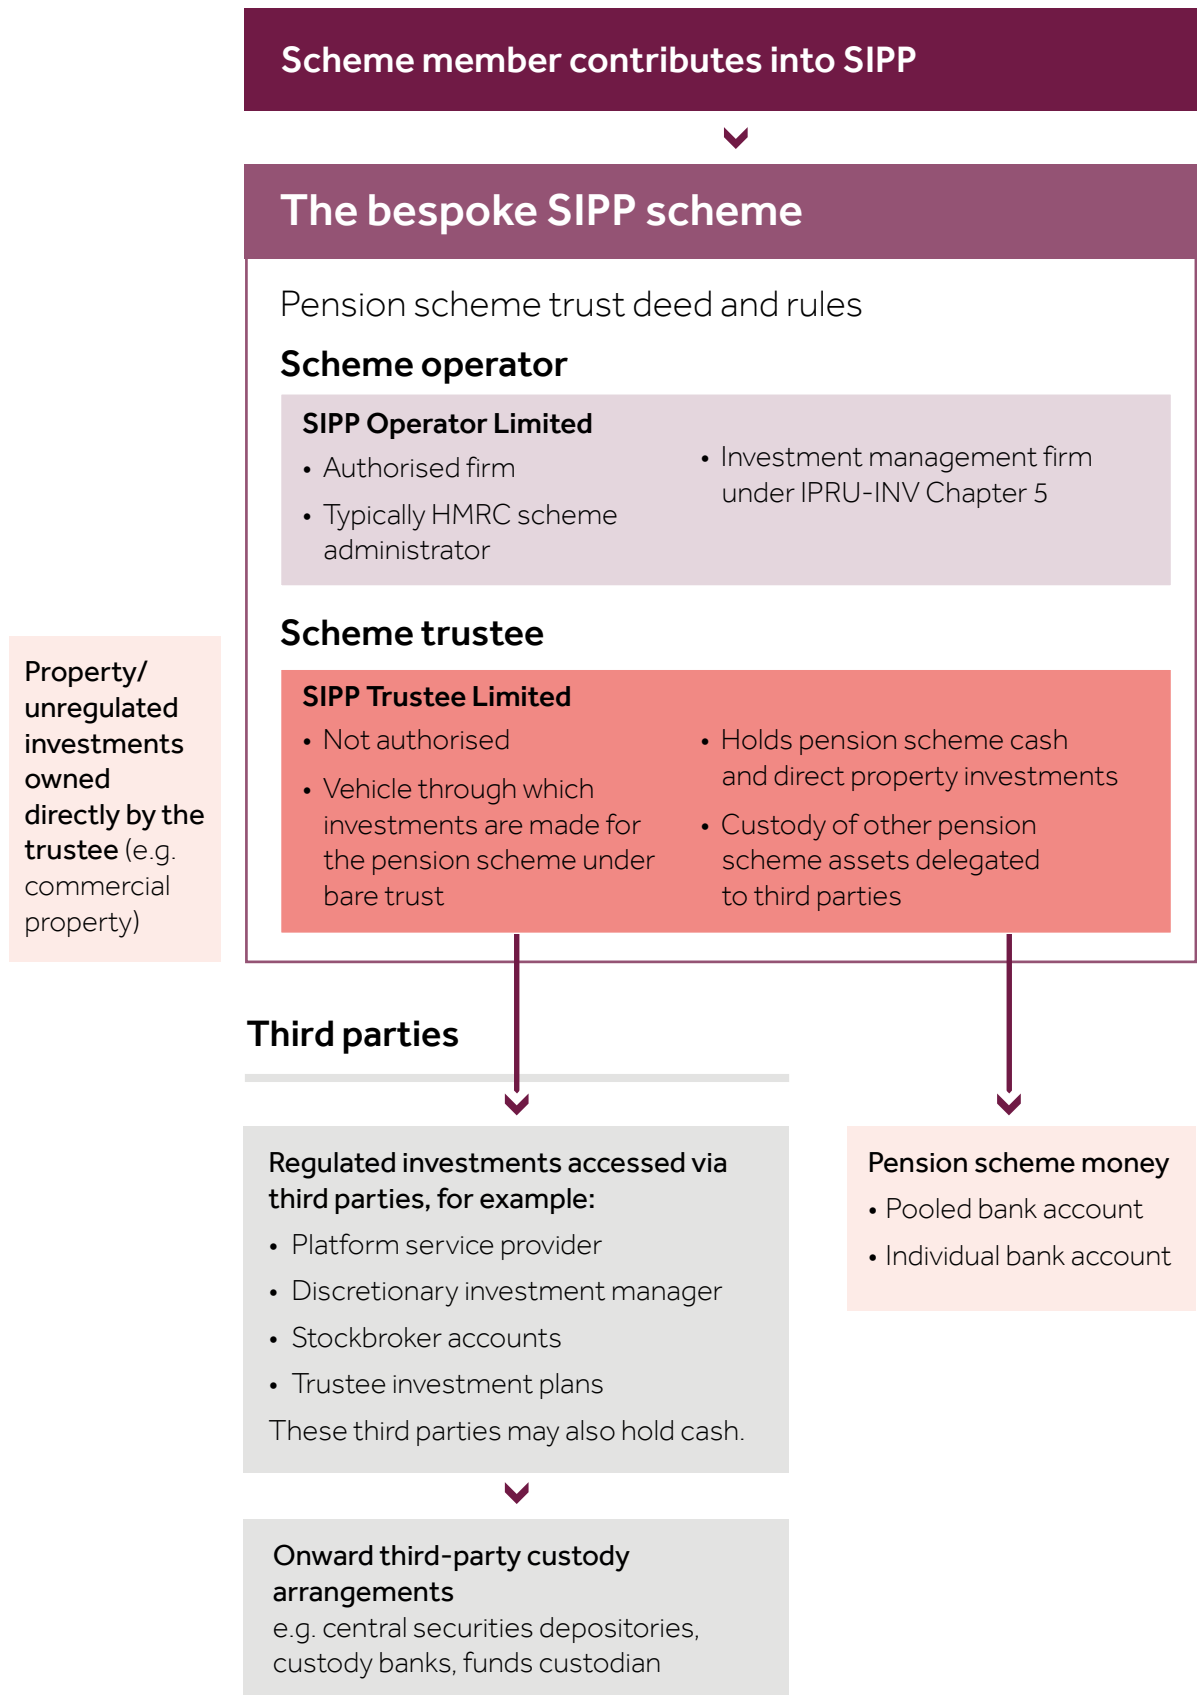 Scheme member contributes into SIPP
The bespoke SIPP scheme
Pension scheme trust deed and rules
Scheme operator
SIPP Operator Limited
• Authorised firm
• Typically HMRC scheme
administrator
• Investment management firm
under IPRU-INV Chapter 5
Scheme trustee
Property/
unregulated
investments
owned
directly by the
trustee (e.g.
commercial
property)
SIPP Trustee Limited
• Not authorised
• Vehicle through which
investments are made for
the pension scheme under
bare trust
• Holds pension scheme cash
and direct property investments
• Custody of other pension
scheme assets delegated
to third parties
Third parties
Regulated investments accessed via
third parties, for example:
• Platform service provider
• Discretionary investment manager
• Stockbroker accounts
• Trustee investment plans
These third parties may also hold cash.
Pension scheme money
• Pooled bank account
• Individual bank account
Onward third-party custody
arrangements
e.g. central securities depositories,
custody banks, funds custodian